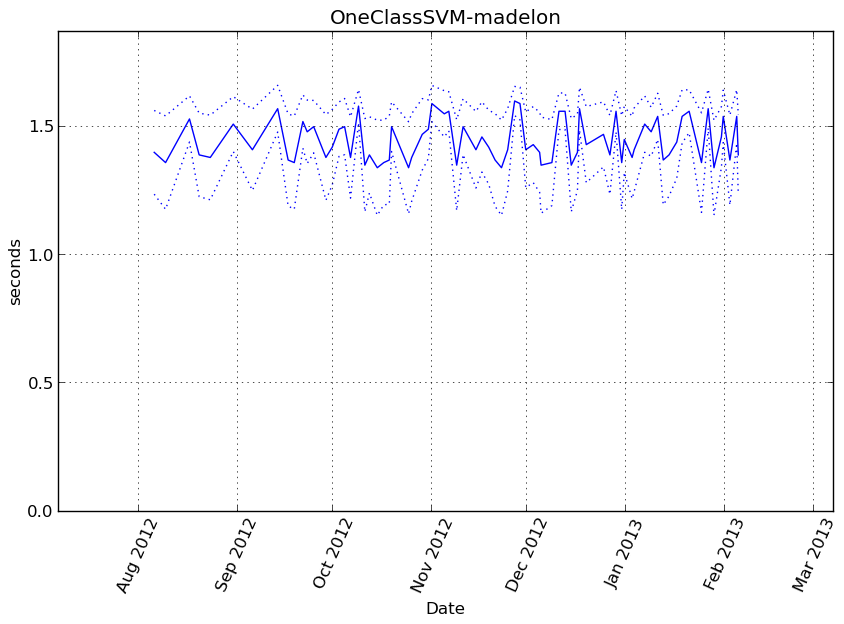 OneClassSVM-madelon
seconds
1.5
1.0
0.5
0.0
Aug 2012
Sep 2012
Oct 2012
Nov 2012
Dec 2012
Jan 2013
Feb 2013
Mar 2013
Date